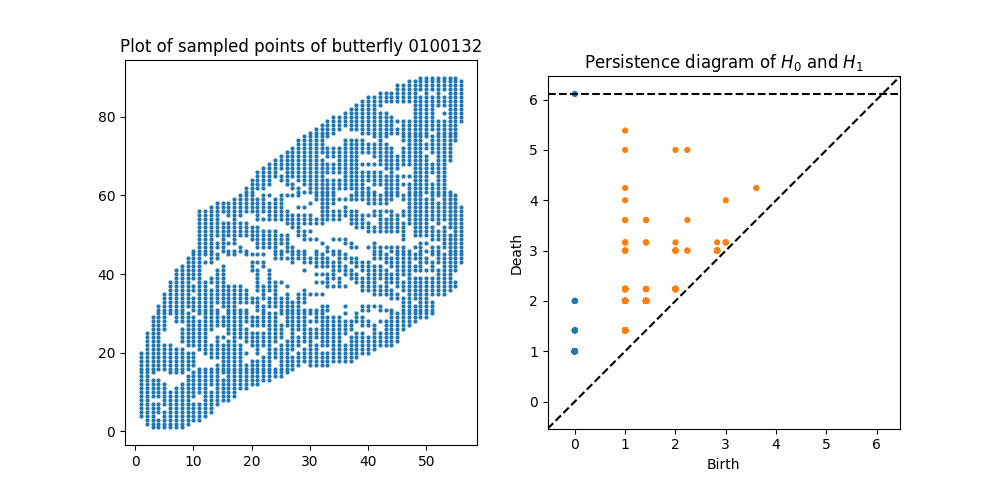 Plot of sampled points of butterfly 0100132
80
60
40
20
0
0 10 20 30 40 50
Persistence diagram of $H_0$ and $H_1$
Death
6
5
4
3
2
1
0
0 1 2 3 4 5 6
Birth